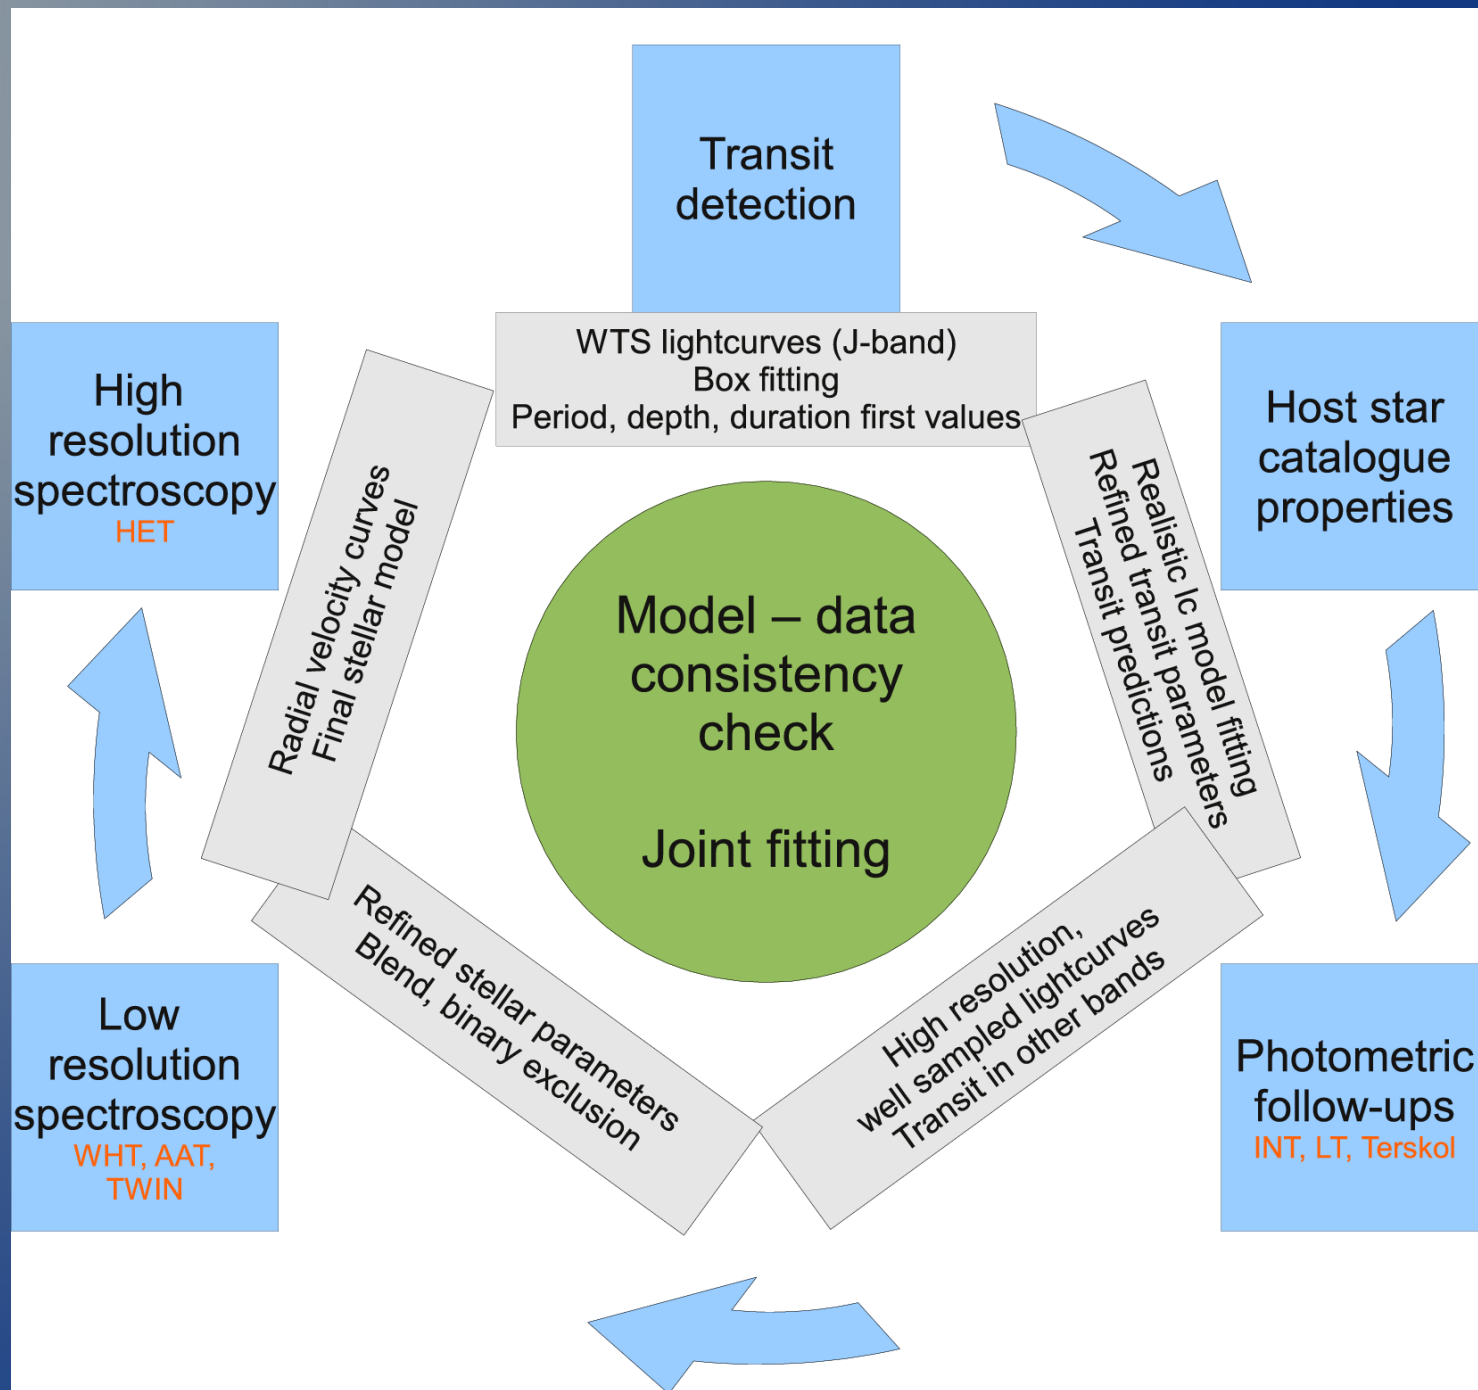 Transit
detection
WTS lightcurves (J-band)
Box fitting
Period, depth, duration first values
Host star
catalogue
properties
Realistic lc model fitting
Refined transit parameters
Transit predictions
Photometric
follow-ups
INT, LT, Terskol
High resolution,
well sampled lightcurves
Transit in other bands
Low
resolution
spectroscopy
WHT, AAT,
TWIN
Refined stellar parameters
Blend, binary exclusion
High
resolution
spectroscopy
HET
Radial velocity curves
Final stellar model
Model – data
consistency
check
Joint fitting